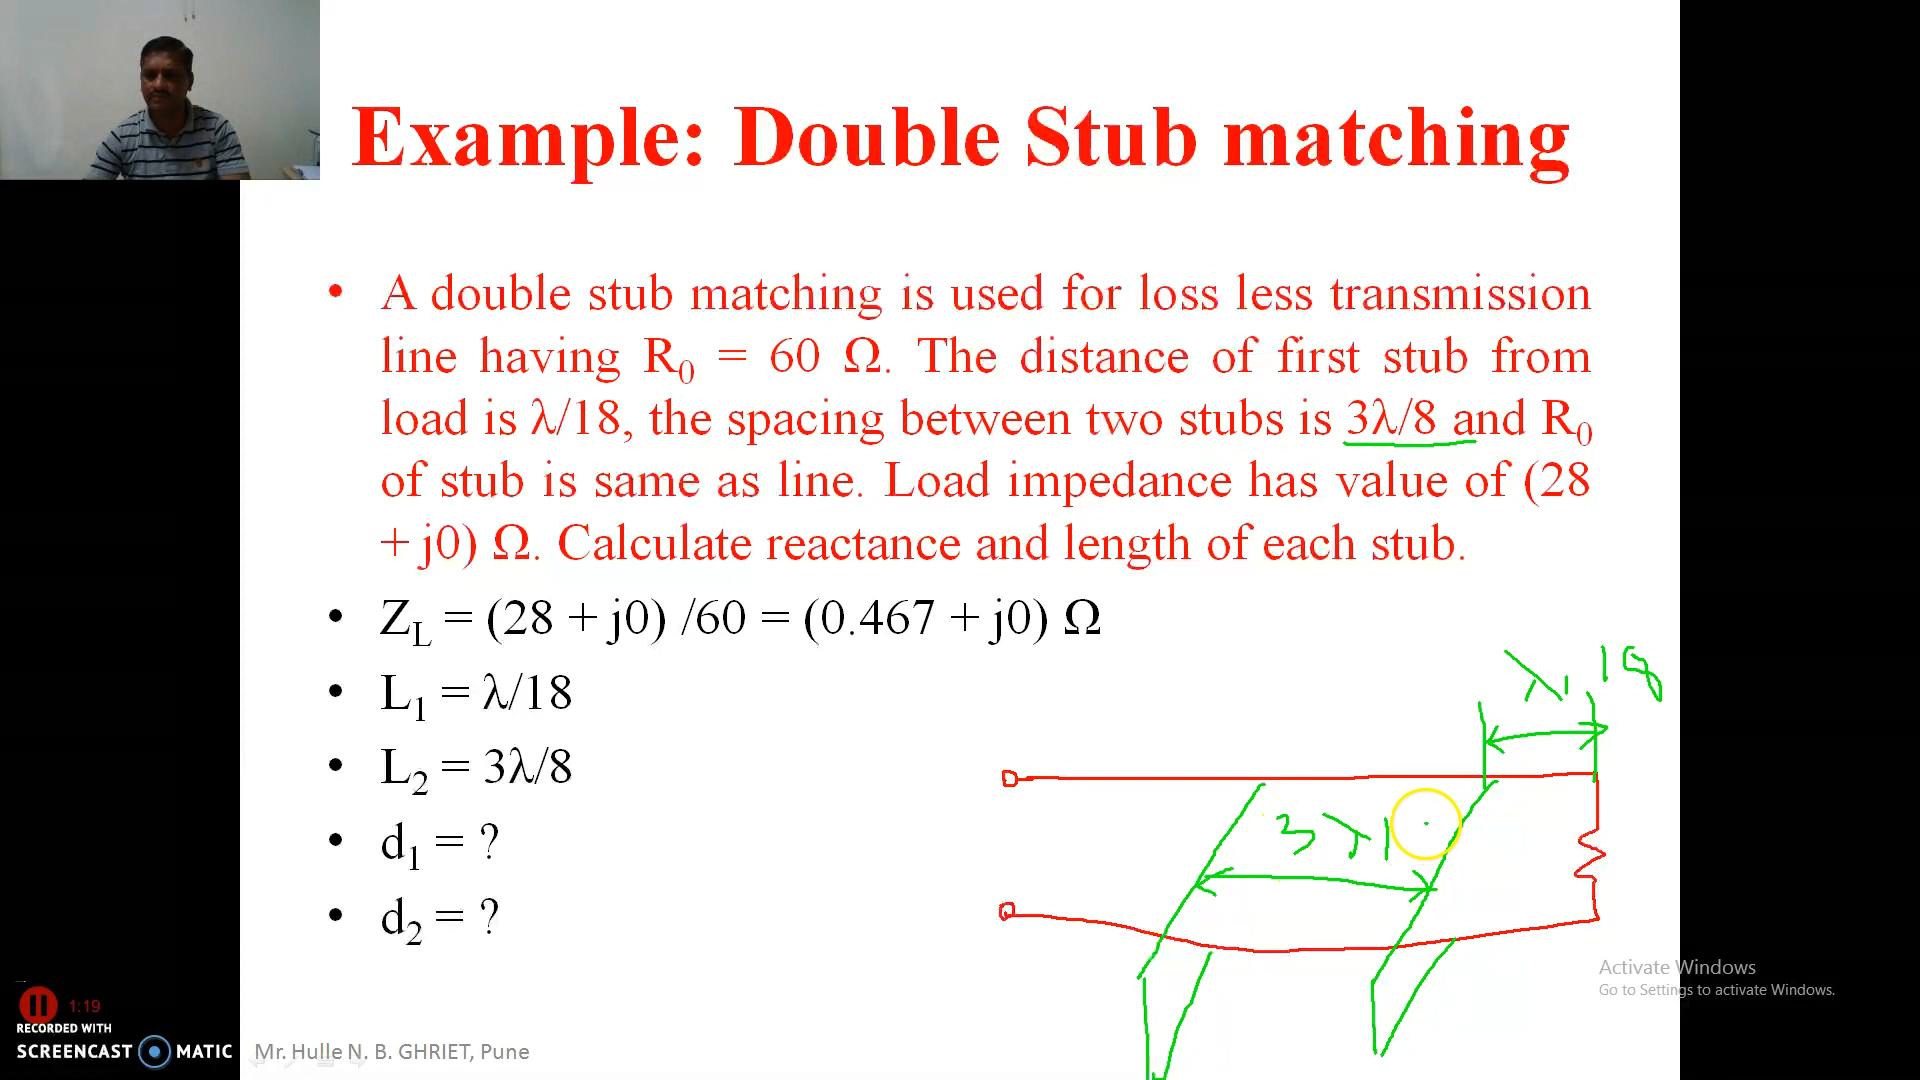 Example: Double Stub matching
• A double stub matching is used for loss less transmission
line having R₀ = 60 Ω. The distance of first stub from
load is λ/18, the spacing between two stubs is 3λ/8 and R₀
of stub is same as line. Load impedance has value of (28
+ j0) Ω. Calculate reactance and length of each stub.
• Z_L = (28 + j0) /60 = (0.467 + j0) Ω
• L₁ = λ/18
• L₂ = 3λ/8
• d₁ = ?
• d₂ = ?
λ/18
3λ/
Activate Windows
Go to Settings to activate Windows.
1:19
RECORDED WITH
SCREENCAST MATIC
Mr. Hulle N. B. GHRIET, Pune